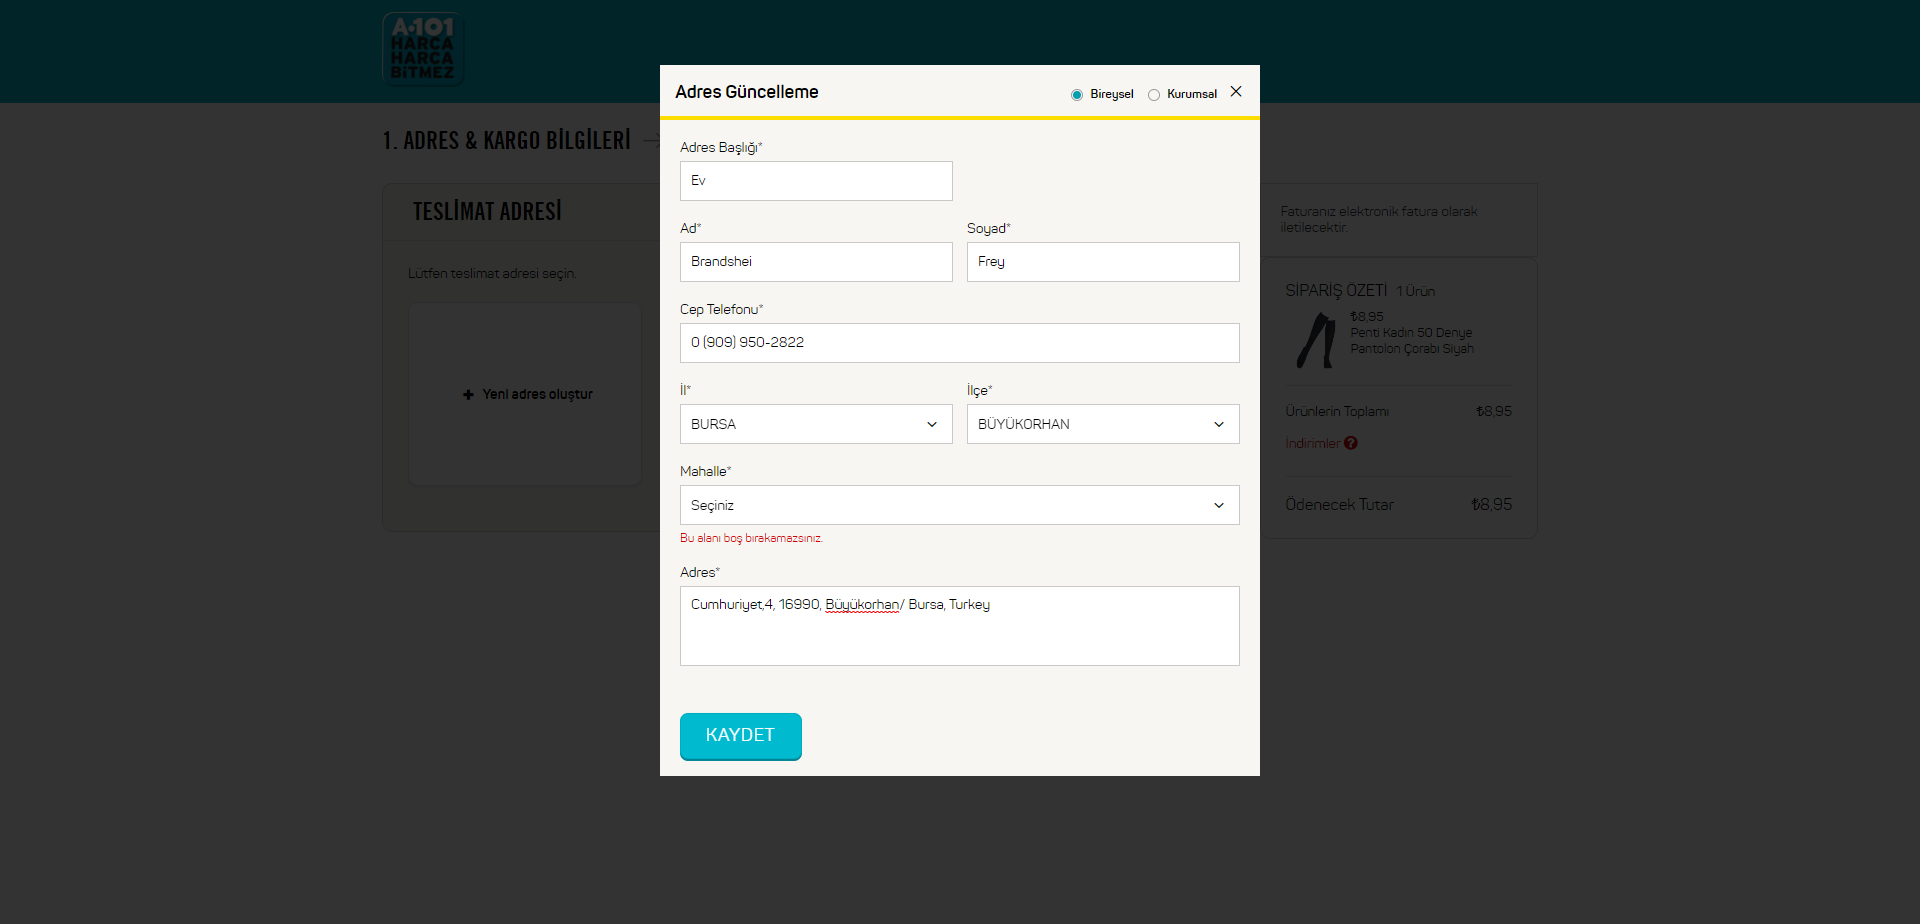 A·101
HARCA
HARCA
BİTMEZ
1. ADRES & KARGO BİLGİLERİ
TESLİMAT ADRESİ
Lütfen teslimat adresi seçin.
+ Yeni adres oluştur
Adres Güncelleme
Bireysel
Kurumsal
Adres Başlığı*
Ev
Ad*
Soyad*
Brandshei
Frey
Cep Telefonu*
0 (909) 950-2822
İl*
İlçe*
BURSA
BÜYÜKORHAN
Mahalle*
Seçiniz
Bu alanı boş bırakamazsınız.
Adres*
Cumhuriyet,4, 16990, Büyükorhan/ Bursa, Turkey
KAYDET
Faturanız elektronik fatura olarak
iletilecektir.
SİPARİŞ ÖZETİ 1 Ürün
₺8,95
Penti Kadın 50 Denye
Pantolon Çorabı Siyah
Ürünlerin Toplamı ₺8,95
İndirimler ?
Ödenecek Tutar ₺8,95